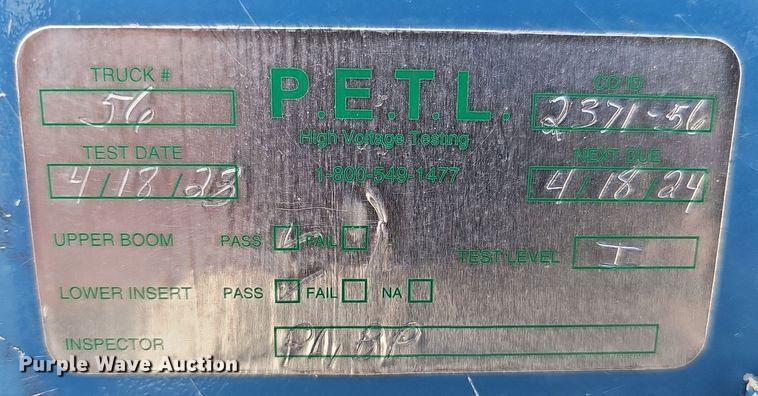 TRUCK # P.E.T.L. CO ID
56 2371-56
High Voltage Testing
TEST DATE NEXT DUE
4/18/23 1-800-549-1477 4/18/24
UPPER BOOM PASS FAIL TEST LEVEL I
LOWER INSERT PASS FAIL NA
INSPECTOR
Purple Wave Auction